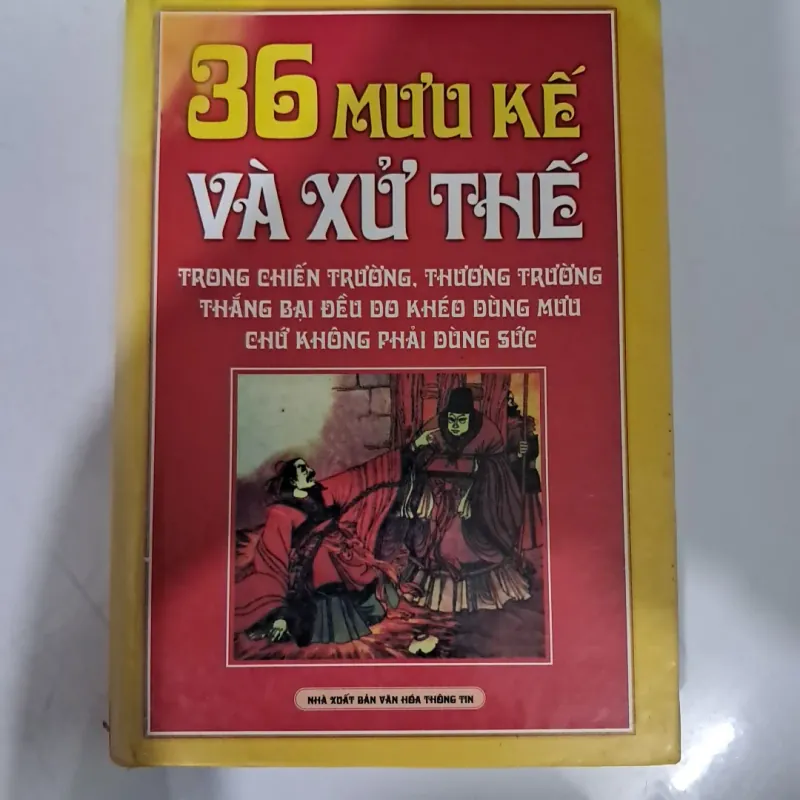 36 MƯU KẾ
VÀ XỬ THẾ
TRONG CHIẾN TRƯỜNG, THƯƠNG TRƯỜNG
THẮNG BẠI ĐỀU DO KHÉO DÙNG MƯU
CHỨ KHÔNG PHẢI DÙNG SỨC
NHÀ XUẤT BẢN VĂN HÓA THÔNG TIN